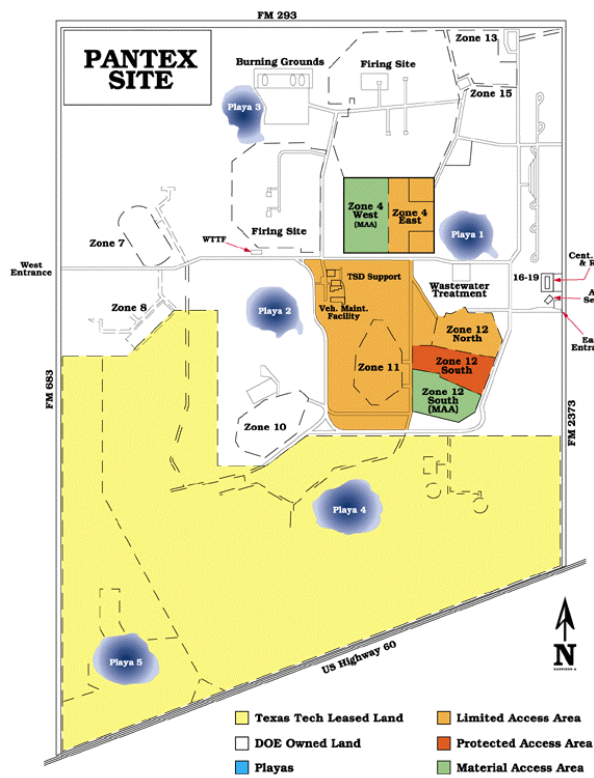 FM 293
PANTEX
SITE
Zone 13
Burning Grounds
Firing Site
Zone 15
Playa 3
Zone 4
West
(MAA)
Zone 4
East
Firing Site
Playa 1
Zone 7
WTTF
West
Entrance
TSD Support
Wastewater
Treatment
16-19
Cent.
& R
A
Se
Ea
Entra
Zone 8
Playa 2
Veh. Maint.
Facility
Zone 12
North
Zone 11
Zone 12
South
Zone 12
South
(MAA)
Zone 10
FM 683
FM 2373
Playa 4
Playa 5
US Highway 60
N
Texas Tech Leased Land
DOE Owned Land
Playas
Limited Access Area
Protected Access Area
Material Access Area